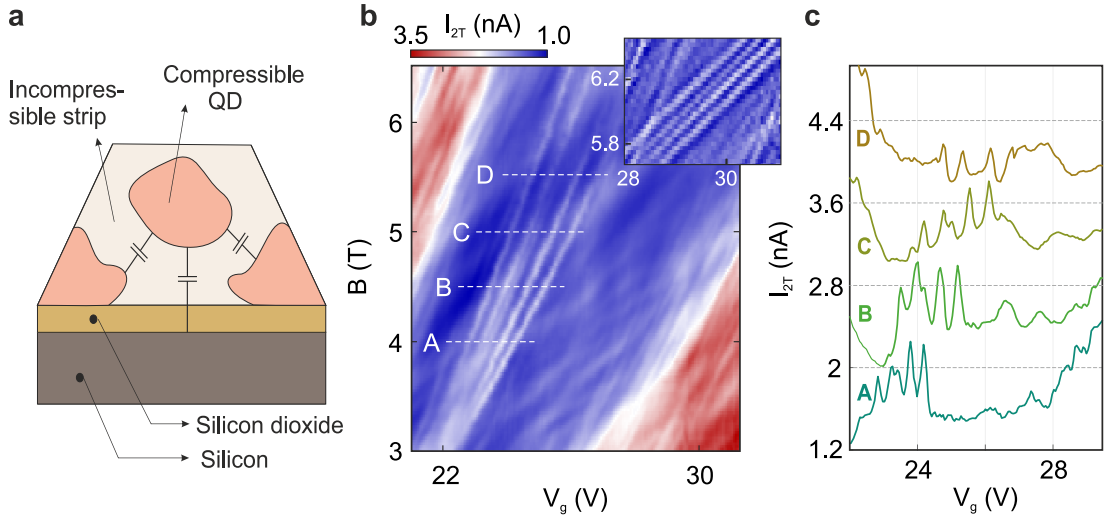 a
Incompres-
sible strip
Compressible
QD
Silicon dioxide
Silicon
b
I2T (nA)
3.5
1.0
6
5
4
3
B (T)
22
30
Vg (V)
D
C
B
A
6.2
5.8
28
30
c
4.4
3.6
2.8
2
1.2
I2T (nA)
D
C
B
A
24
28
Vg (V)